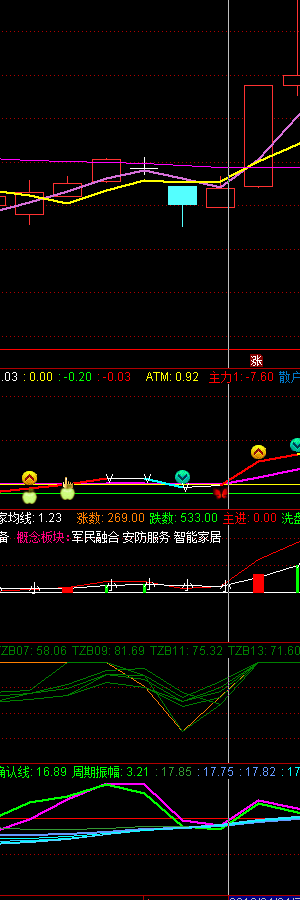 涨
.03 : 0.00 : -0.20 : -0.03 ATM: 0.92 主力1: -7.60 散户
家均线: 1.23 涨数: 269.00 跌数: 533.00 主进: 0.00 洗盘
备 概念板块: 军民融合 安防服务 智能家居
TZB07: 58.06 TZB09: 81.69 TZB11: 75.32 TZB13: 71.60
确认线: 16.89 周期振幅: 3.21 : 17.85 : 17.75 : 17.82 : 17